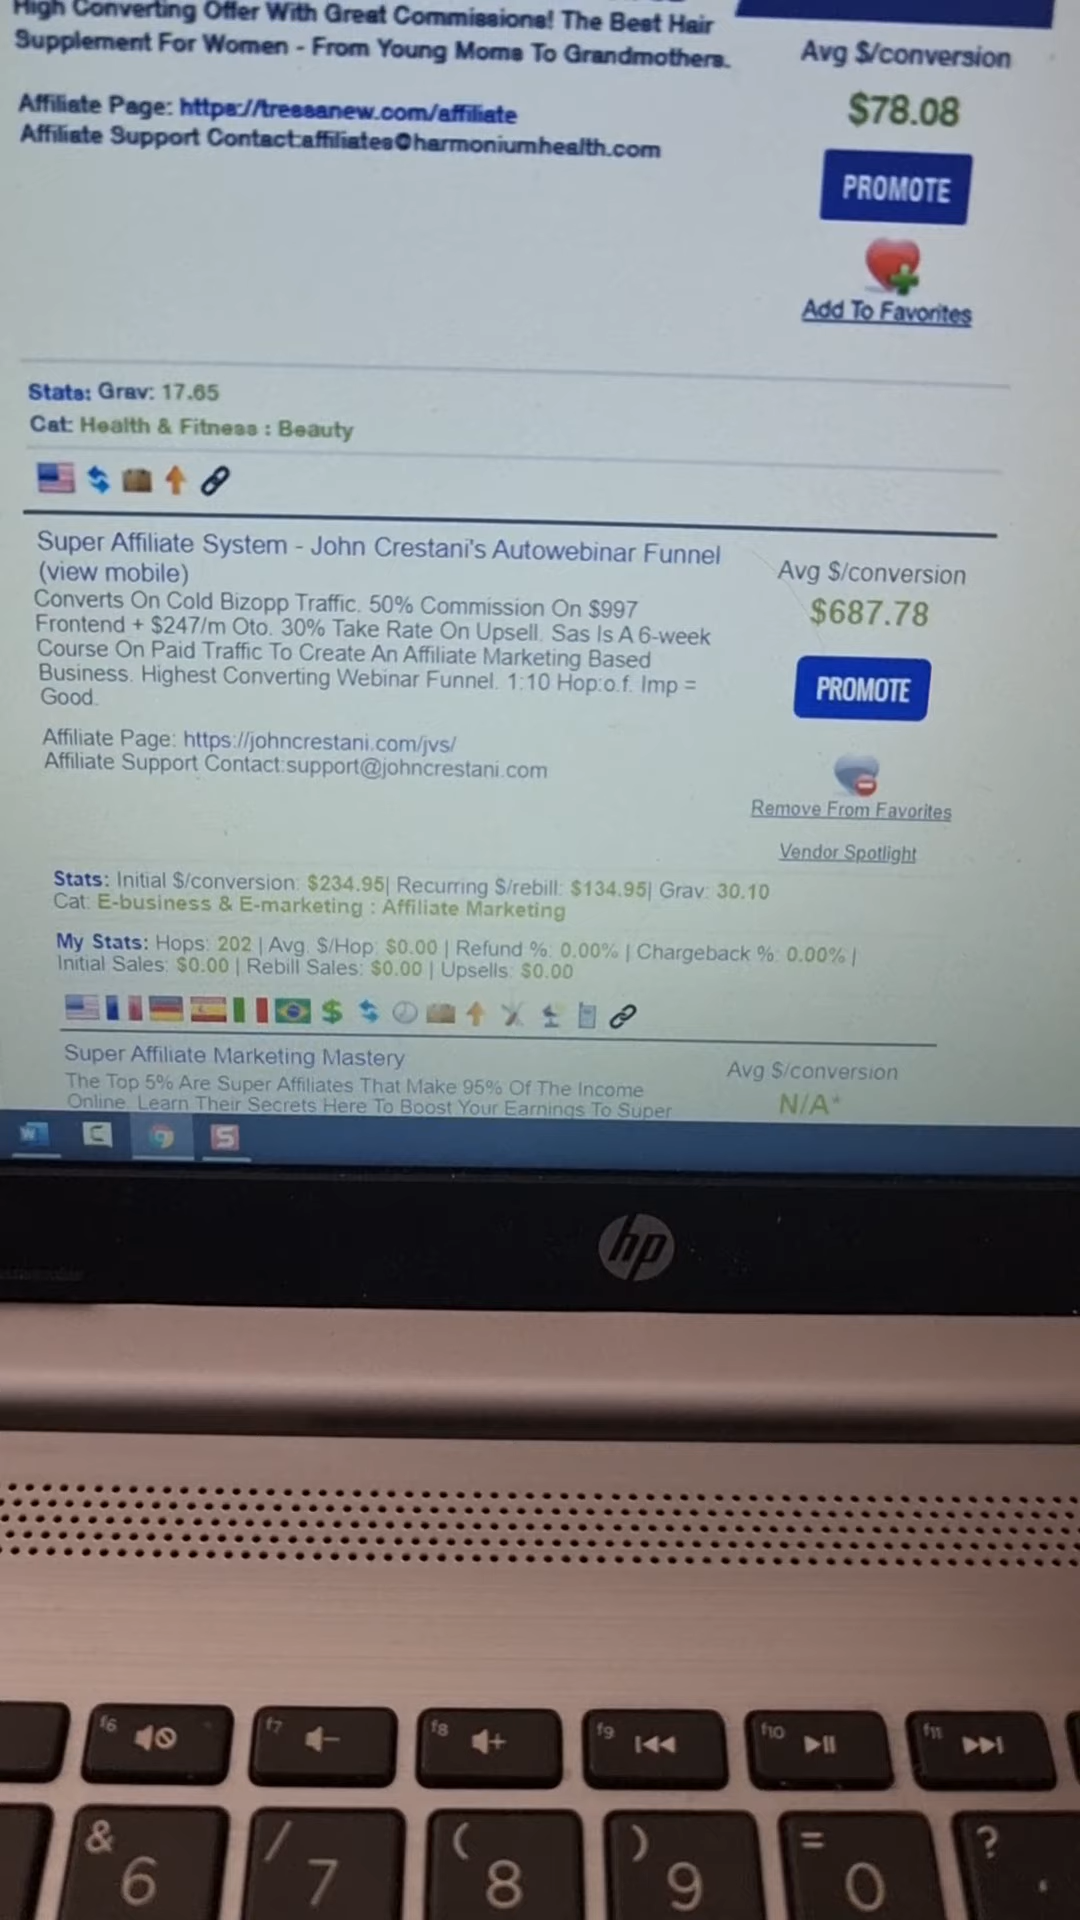 High Converting Offer With Great Commissions! The Best Hair
Supplement For Women - From Young Moms To Grandmothers.
Avg $/conversion
$78.08
Affiliate Page: https://tressanew.com/affiliate
Affiliate Support Contact:affiliates@harmoniumhealth.com
PROMOTE
Add To Favorites
Stats: Grav: 17.65
Cat: Health & Fitness : Beauty
Super Affiliate System - John Crestani's Autowebinar Funnel
(view mobile)
Avg $/conversion
$687.78
Converts On Cold Bizopp Traffic. 50% Commission On $997
Frontend + $247/m Oto. 30% Take Rate On Upsell. Sas Is A 6-week
Course On Paid Traffic To Create An Affiliate Marketing Based
Business. Highest Converting Webinar Funnel. 1:10 Hop:o.f. Imp =
Good.
PROMOTE
Affiliate Page: https://johncrestani.com/jvs/
Affiliate Support Contact:support@johncrestani.com
Remove From Favorites
Vendor Spotlight
Stats: Initial $/conversion: $234.95| Recurring $/rebill: $134.95| Grav: 30.10
Cat: E-business & E-marketing : Affiliate Marketing
My Stats: Hops: 202 | Avg. $/Hop: $0.00 | Refund %: 0.00% | Chargeback %: 0.00% |
Initial Sales: $0.00 | Rebill Sales: $0.00 | Upsells: $0.00
Super Affiliate Marketing Mastery
Avg $/conversion
N/A*
The Top 5% Are Super Affiliates That Make 95% Of The Income
Online. Learn Their Secrets Here To Boost Your Earnings To Super
W C S
hp
f6 f7 f8 f9 f10 f11
& / ( ) = ?
6 7 8 9 0